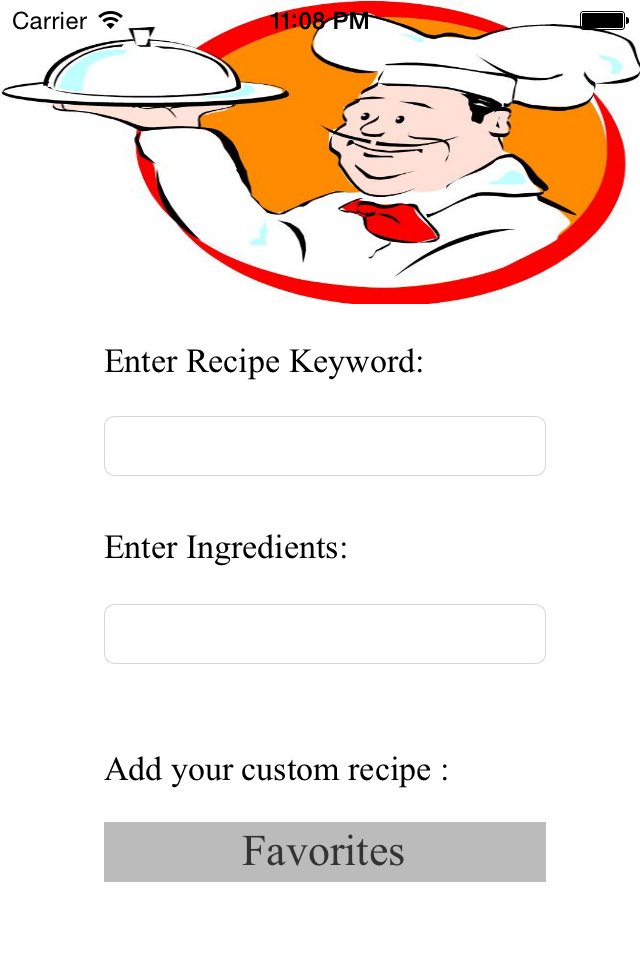 Carrier 11:08 PM
Enter Recipe Keyword:
Enter Ingredients:
Add your custom recipe :
Favorites